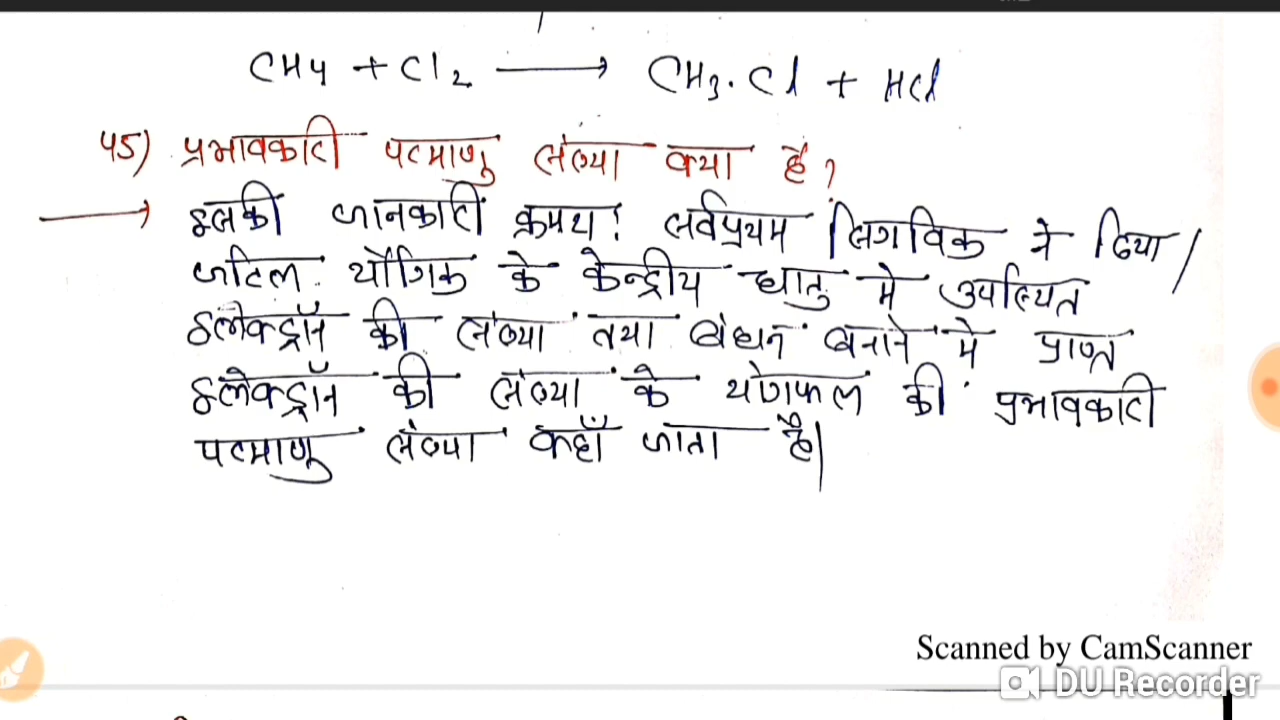 CH4 + Cl2 ⟶ CH3.Cl + HCl
45) प्रभावकारी परमाणु संख्या क्या है?
→ इसकी जानकारी क्रमश: सर्वप्रथम सिगविक ने दिया।
जटिल यौगिक के केन्द्रीय धातु मे उपस्थित
इलेक्ट्रॉन की संख्या तथा बंधन बनाने मे प्राप्त
इलेक्ट्रॉन की संख्या के योगफल की प्रभावकारी
परमाणु संख्या कहाँ जाता है।
Scanned by CamScanner
DU Recorder